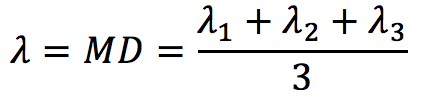 λ = MD = (λ₁ + λ₂ + λ₃) / 3